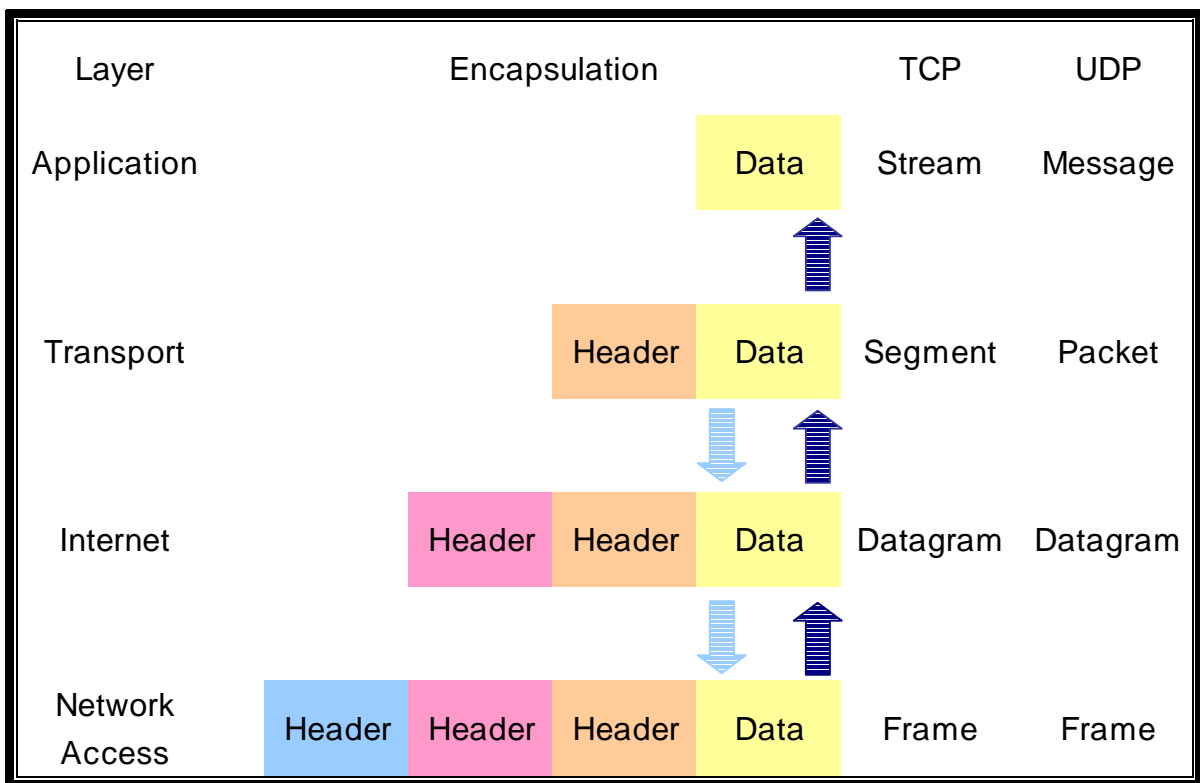 Layer Encapsulation TCP UDP
Application Data Stream Message
Transport Header Data Segment Packet
Internet Header Header Data Datagram Datagram
Network
Access Header Header Header Data Frame Frame